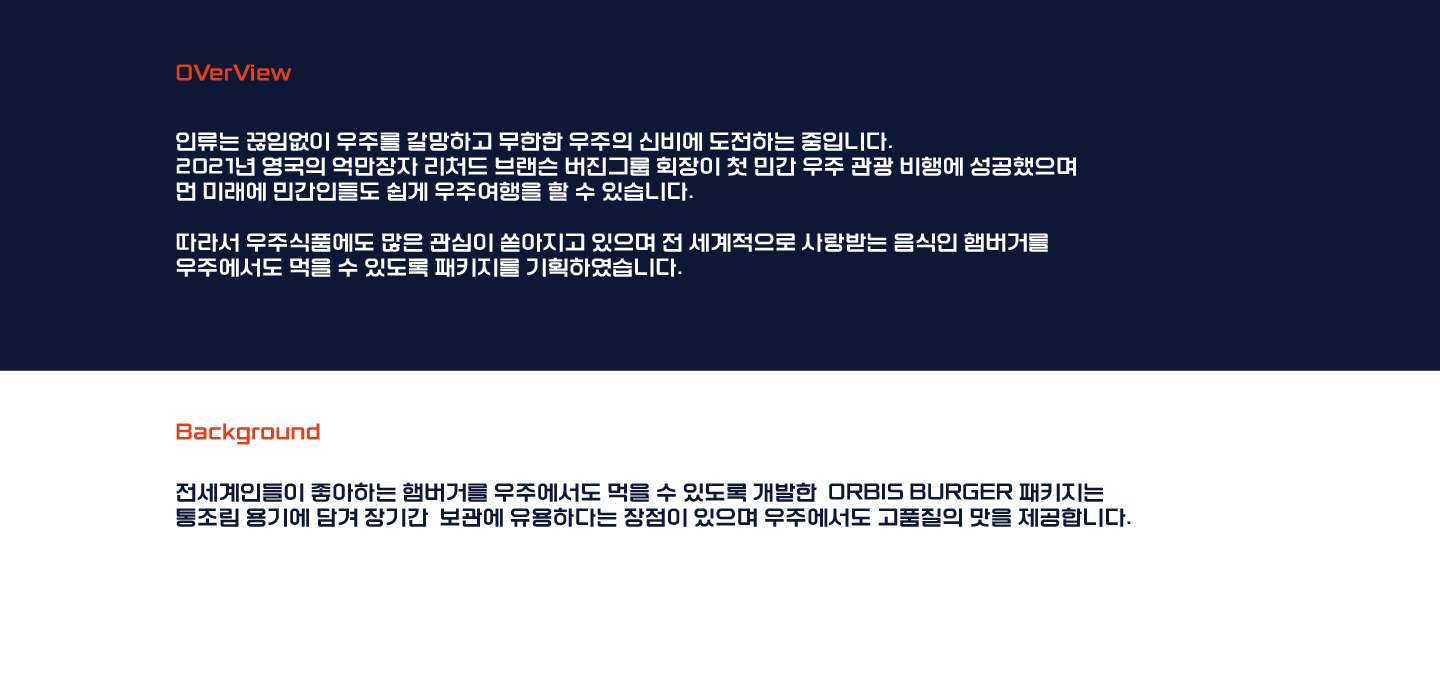 OVerView
인류는 끊임없이 우주를 갈망하고 무한한 우주의 신비에 도전하는 중입니다.
2021년 영국의 억만장자 리처드 브랜슨 버진그룹 회장이 첫 민간 우주 관광 비행에 성공했으며
먼 미래에 민간인들도 쉽게 우주여행을 할 수 있습니다.
따라서 우주식품에도 많은 관심이 쏟아지고 있으며 전 세계적으로 사랑받는 음식인 햄버거를
우주에서도 먹을 수 있도록 패키지를 기획하였습니다.
Background
전세계인들이 좋아하는 햄버거를 우주에서도 먹을 수 있도록 개발한 ORBIS BURGER 패키지는
통조림 용기에 담겨 장기간 보관에 유용하다는 장점이 있으며 우주에서도 고품질의 맛을 제공합니다.